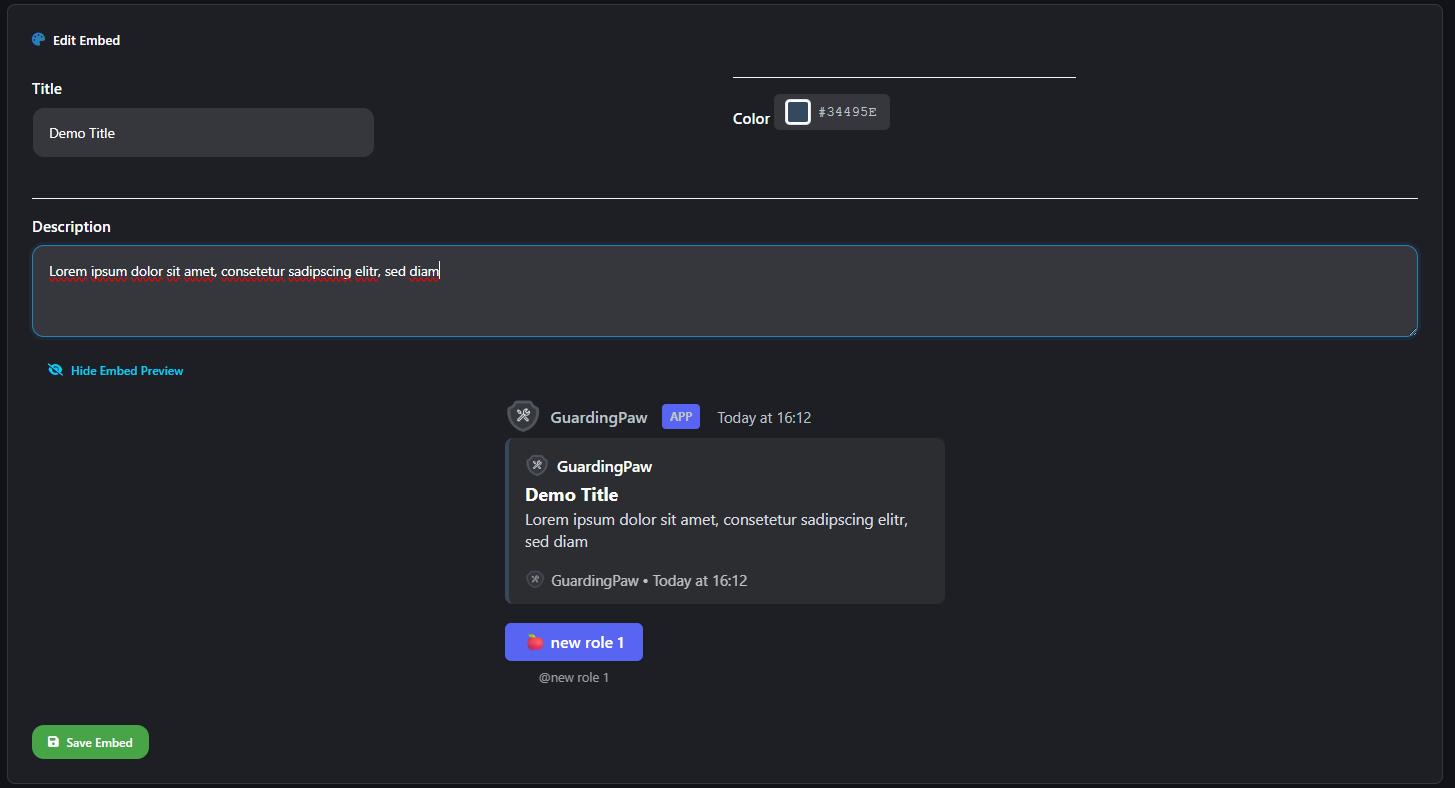 Edit Embed
Title
Demo Title
Color #34495E
Description
Lorem ipsum dolor sit amet, consetetur sadipscing elitr, sed diam
Hide Embed Preview
GuardingPaw APP Today at 16:12
GuardingPaw
Demo Title
Lorem ipsum dolor sit amet, consetetur sadipscing elitr,
sed diam
GuardingPaw • Today at 16:12
new role 1
@new role 1
Save Embed